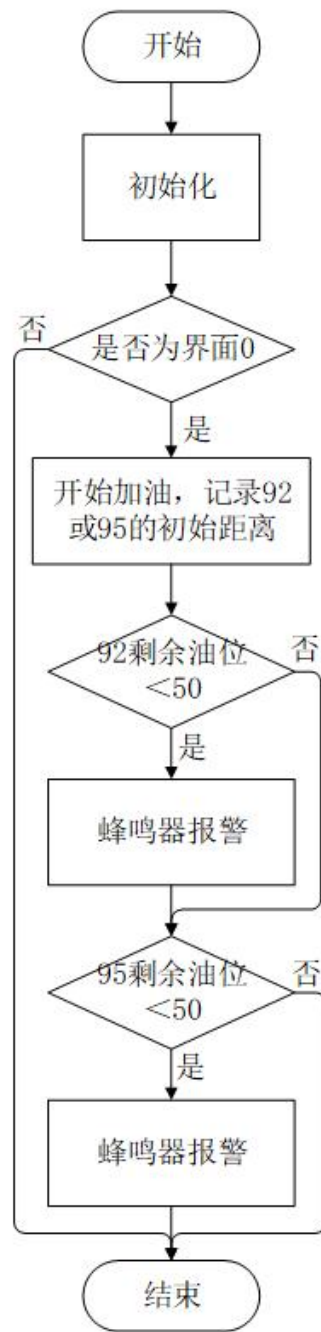 开始
初始化
否
是否为界面0
是
开始加油，记录92
或95的初始距离
92剩余油位
＜50
否
是
蜂鸣器报警
95剩余油位
＜50
否
是
蜂鸣器报警
结束